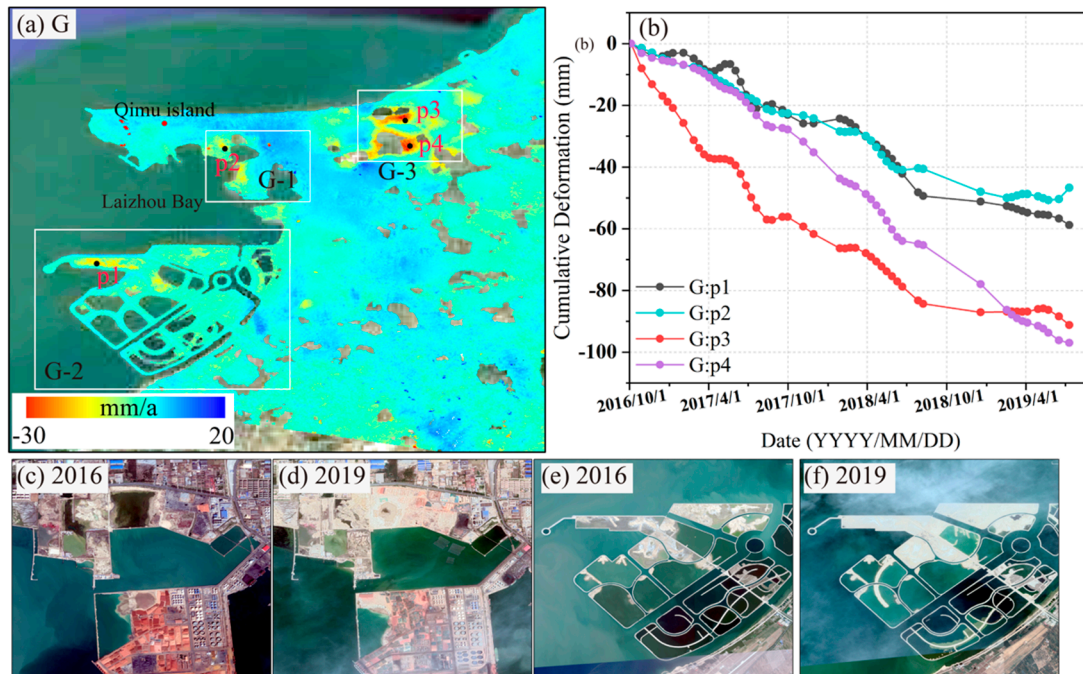 (a) G
Qimu island
p3
p4
p2
G-1
G-3
Laizhou Bay
p1
G-2
mm/a
-30 20
(b)
(b)
Cumulative Deformation (mm)
0
-20
-40
-60
-80
-100
G:p1
G:p2
G:p3
G:p4
2016/10/1 2017/4/1 2017/10/1 2018/4/1 2018/10/1 2019/4/1
Date (YYYY/MM/DD)
(c) 2016
(d) 2019
(e) 2016
(f) 2019